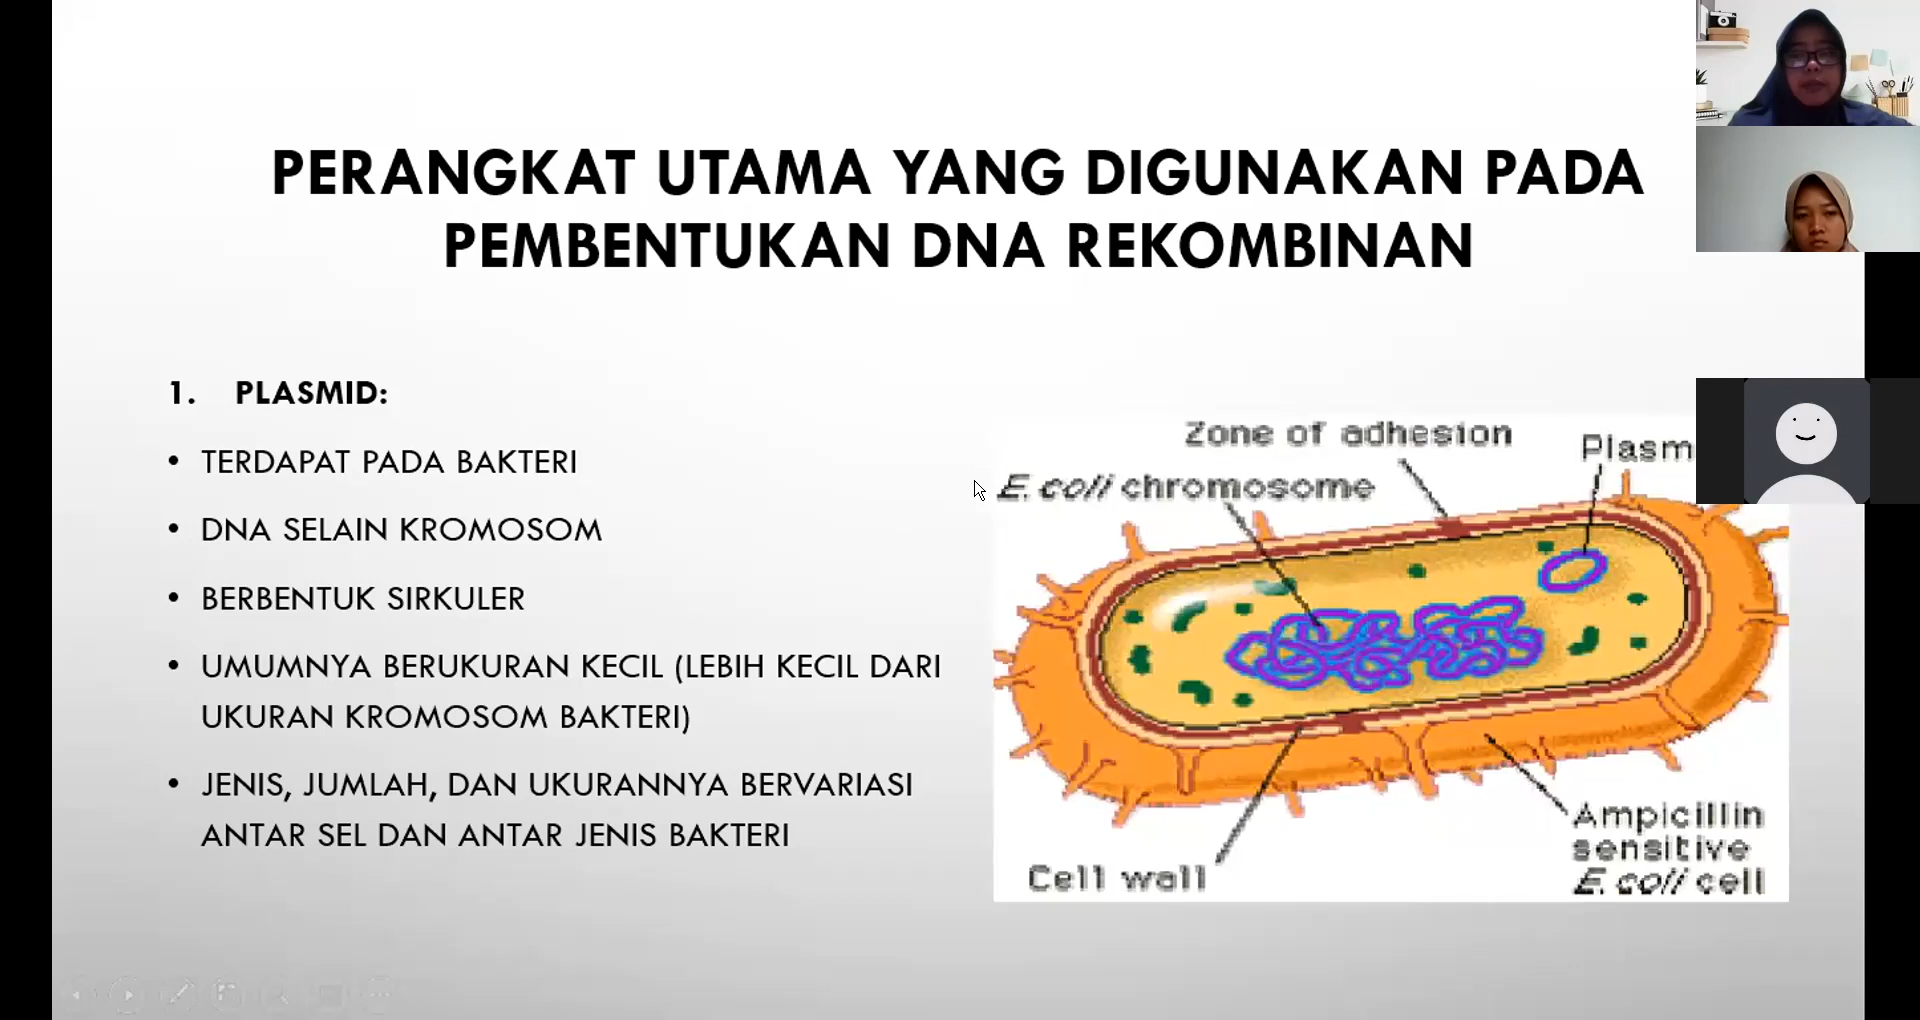 PERANGKAT UTAMA YANG DIGUNAKAN PADA
PEMBENTUKAN DNA REKOMBINAN
1. PLASMID:
• TERDAPAT PADA BAKTERI
• DNA SELAIN KROMOSOM
• BERBENTUK SIRKULER
• UMUMNYA BERUKURAN KECIL (LEBIH KECIL DARI
UKURAN KROMOSOM BAKTERI)
• JENIS, JUMLAH, DAN UKURANNYA BERVARIASI
ANTAR SEL DAN ANTAR JENIS BAKTERI
Zone of adhesion
Plasm
E. coli chromosome
Cell wall
Ampicillin
sensitive
E. coli cell